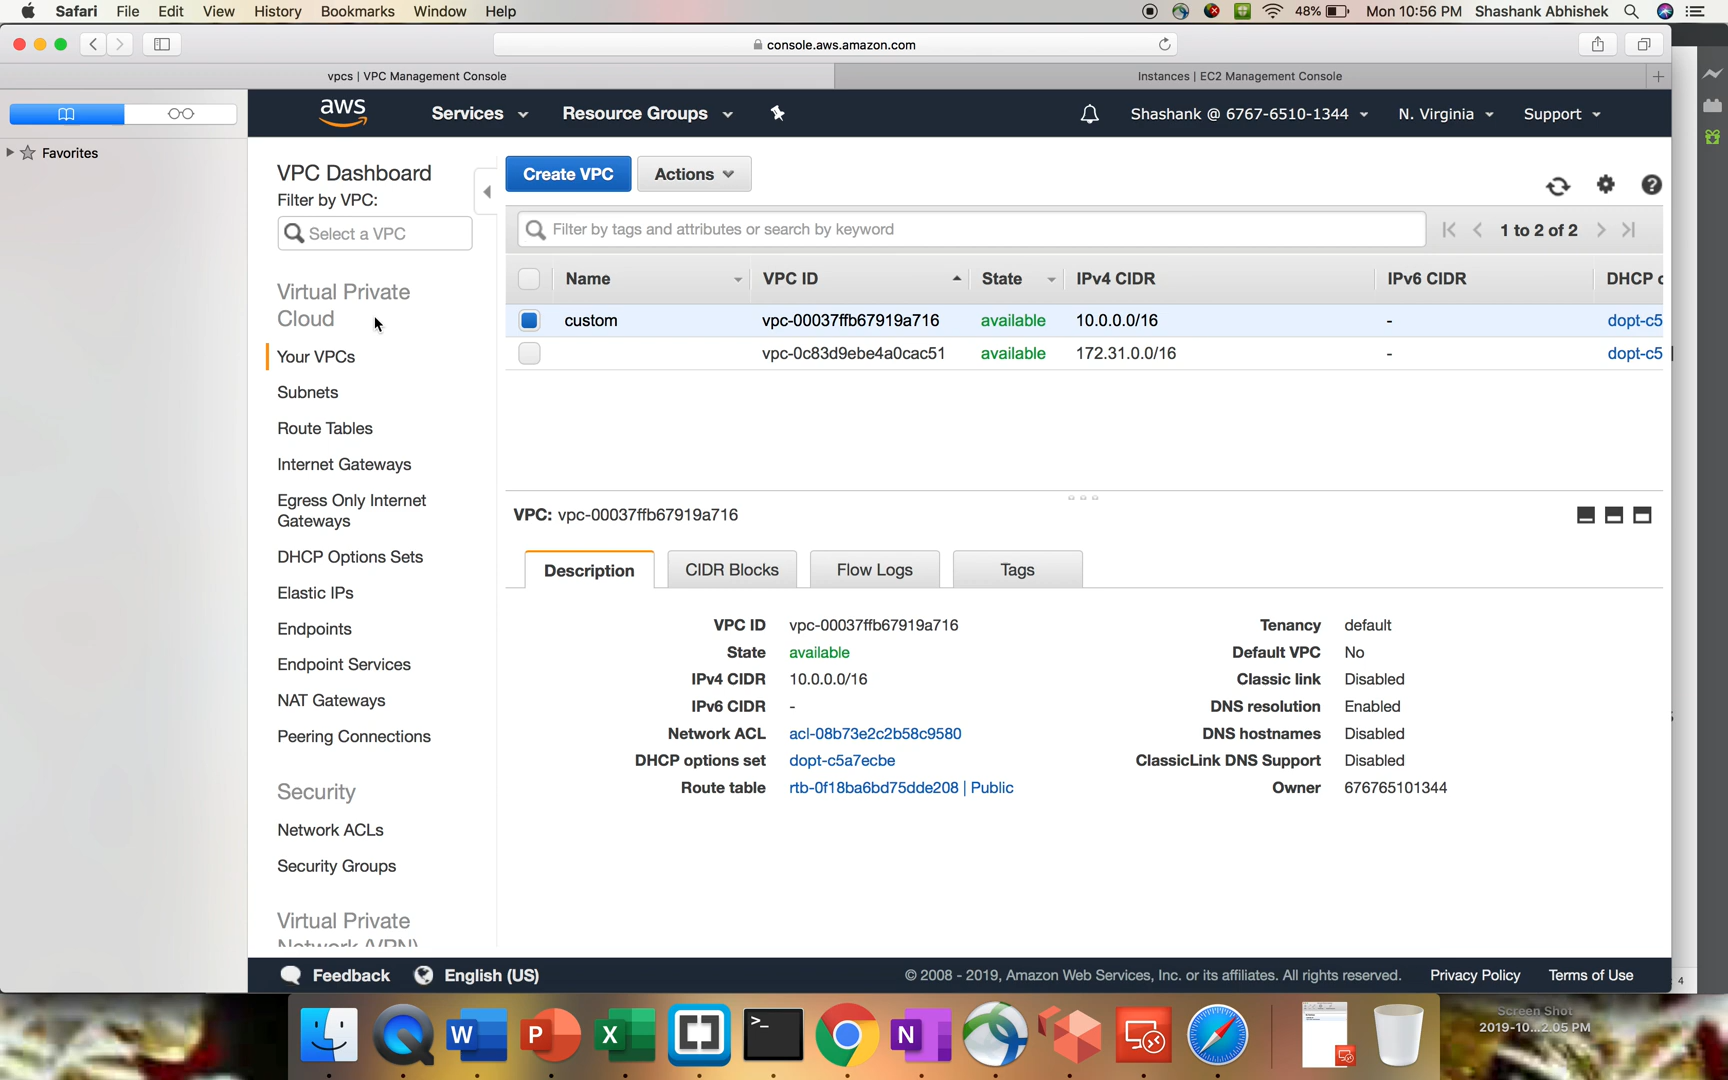 Safari File Edit View History Bookmarks Window Help 48% Mon 10:56 PM Shashank Abhishek
console.aws.amazon.com
vpcs | VPC Management Console Instances | EC2 Management Console
aws Services Resource Groups Shashank @ 6767-6510-1344 N. Virginia Support
Favorites
VPC Dashboard
Filter by VPC:
Select a VPC
Virtual Private
Cloud
Your VPCs
Subnets
Route Tables
Internet Gateways
Egress Only Internet
Gateways
DHCP Options Sets
Elastic IPs
Endpoints
Endpoint Services
NAT Gateways
Peering Connections
Security
Network ACLs
Security Groups
Virtual Private
Network (VPN)
Create VPC Actions
Filter by tags and attributes or search by keyword 1 to 2 of 2
Name VPC ID State IPv4 CIDR IPv6 CIDR DHCP
custom vpc-00037ffb67919a716 available 10.0.0.0/16 - dopt-c5
vpc-0c83d9ebe4a0cac51 available 172.31.0.0/16 - dopt-c5
VPC: vpc-00037ffb67919a716
Description CIDR Blocks Flow Logs Tags
VPC ID vpc-00037ffb67919a716 Tenancy default
State available Default VPC No
IPv4 CIDR 10.0.0.0/16 Classic link Disabled
IPv6 CIDR - DNS resolution Enabled
Network ACL acl-08b73e2c2b58c9580 DNS hostnames Disabled
DHCP options set dopt-c5a7ecbe ClassicLink DNS Support Disabled
Route table rtb-0f18ba6bd75dde208 | Public Owner 676765101344
Feedback English (US) © 2008 - 2019, Amazon Web Services, Inc. or its affiliates. All rights reserved. Privacy Policy Terms of Use
4
W P X >_ N
Screen Shot
2019-10...2.05 PM